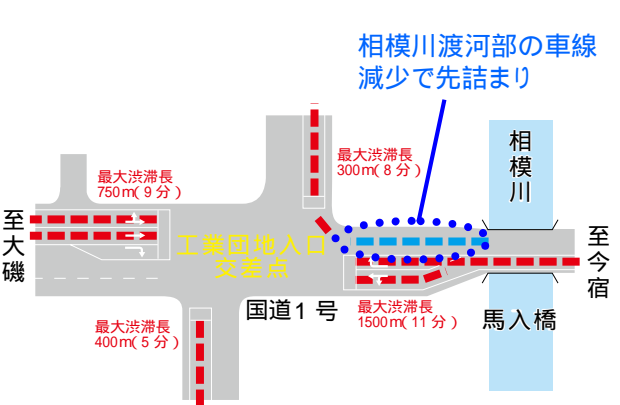 相模川渡河部の車線
減少で先詰まり
最大渋滞長
300m(8分)
最大渋滞長
750m(9分)
相模川
至大磯
工業団地入口
交差点
至今宿
国道1号
最大渋滞長
1500m(11分)
馬入橋
最大渋滞長
400m(5分)